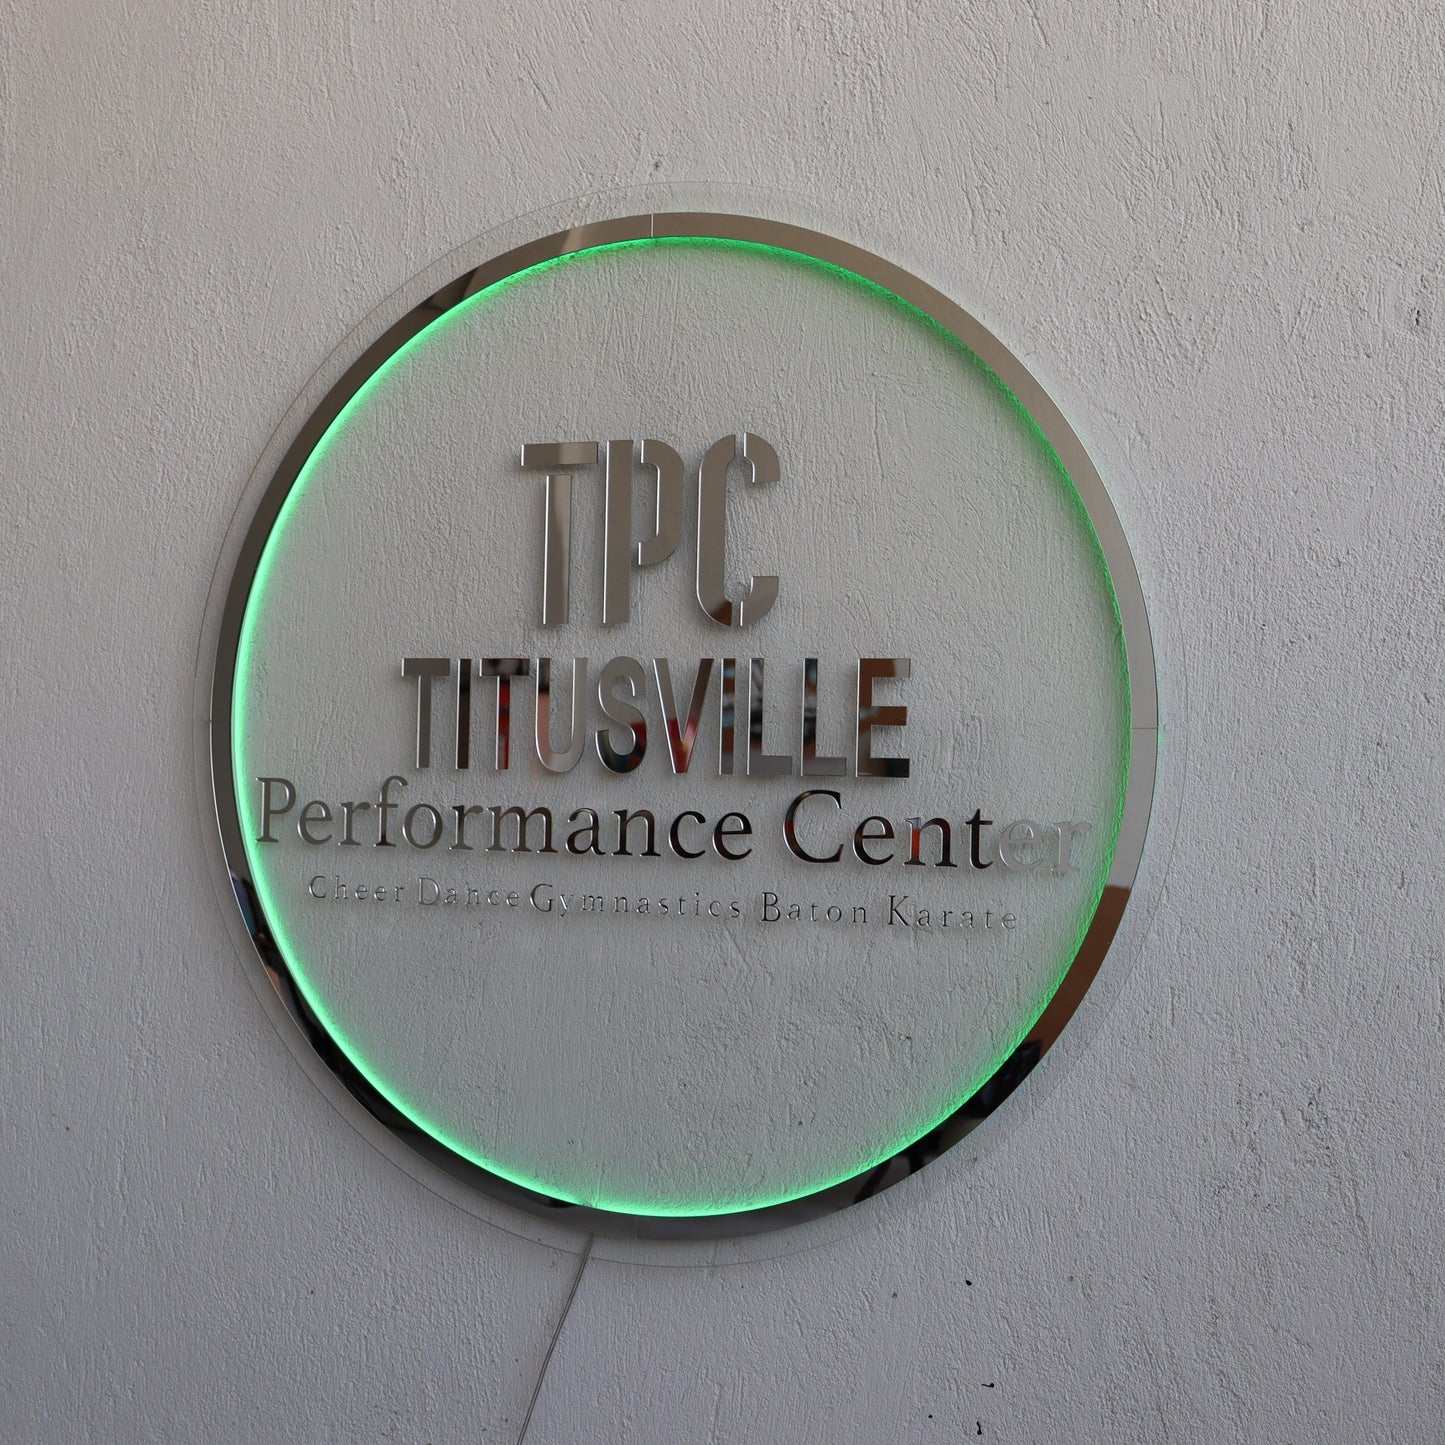 TPC
TITUSVILLE
Performance Center
Cheer Dance Gymnastics Baton Karate